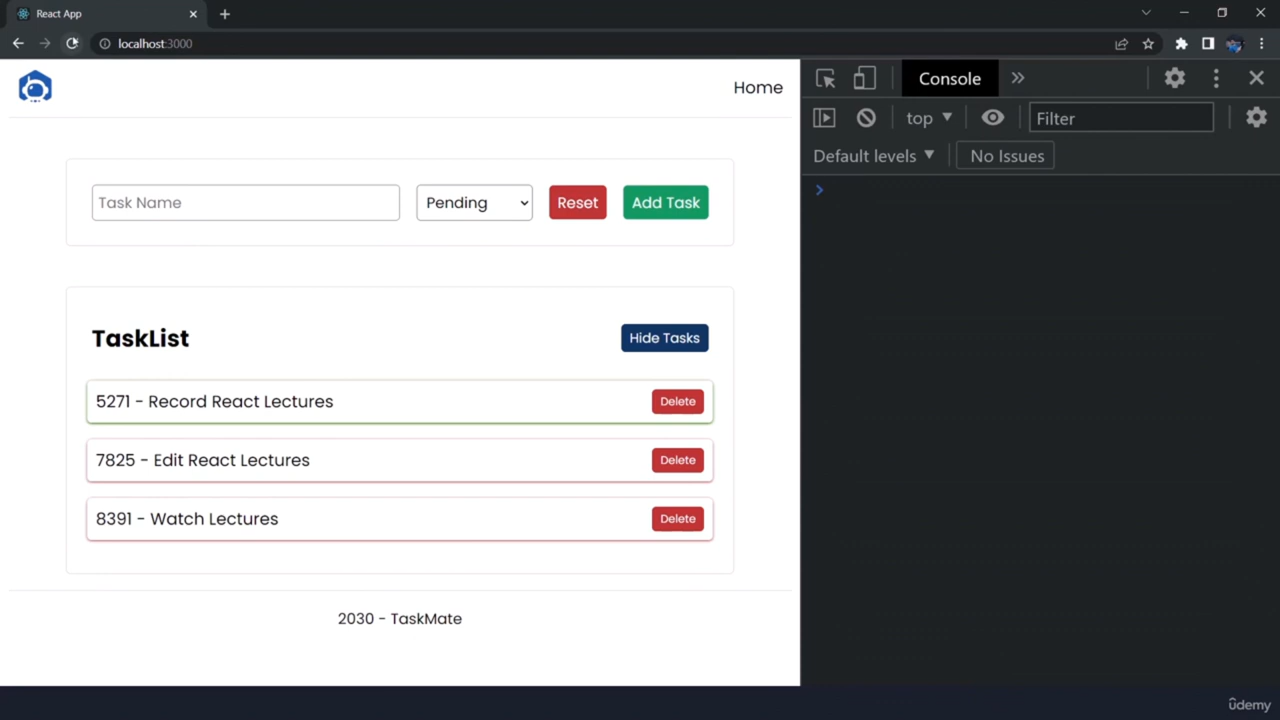 React App
localhost:3000
Home
Task Name
Pending
Reset
Add Task
TaskList
Hide Tasks
5271 - Record React Lectures
Delete
7825 - Edit React Lectures
Delete
8391 - Watch Lectures
Delete
2030 - TaskMate
Console
top
Filter
Default levels
No Issues
ûdemy